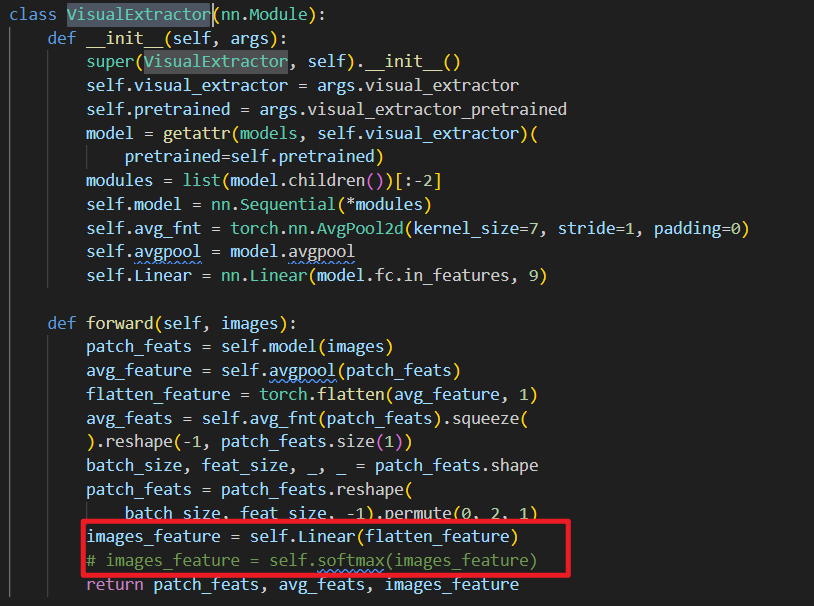 class VisualExtractor(nn.Module):
    def __init__(self, args):
        super(VisualExtractor, self).__init__()
        self.visual_extractor = args.visual_extractor
        self.pretrained = args.visual_extractor_pretrained
        model = getattr(models, self.visual_extractor)(
            pretrained=self.pretrained)
        modules = list(model.children())[:-2]
        self.model = nn.Sequential(*modules)
        self.avg_fnt = torch.nn.AvgPool2d(kernel_size=7, stride=1, padding=0)
        self.avgpool = model.avgpool
        self.Linear = nn.Linear(model.fc.in_features, 9)
    def forward(self, images):
        patch_feats = self.model(images)
        avg_feature = self.avgpool(patch_feats)
        flatten_feature = torch.flatten(avg_feature, 1)
        avg_feats = self.avg_fnt(patch_feats).squeeze(
        ).reshape(-1, patch_feats.size(1))
        batch_size, feat_size, _, _ = patch_feats.shape
        patch_feats = patch_feats.reshape(
            batch_size, feat_size, -1).permute(0, 2, 1)
        images_feature = self.Linear(flatten_feature)
        # images_feature = self.softmax(images_feature)
        return patch_feats, avg_feats, images_feature